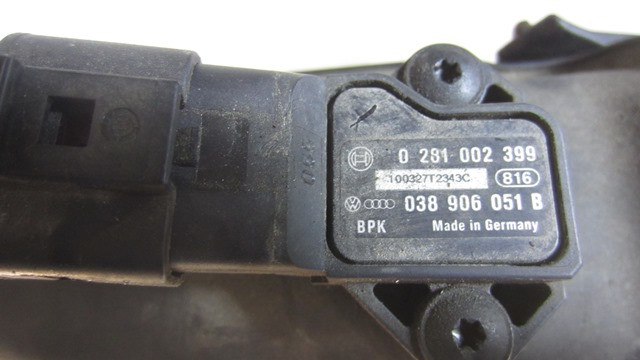 0 281 002 399
100327T2343C 816
038 906 051 B
BPK Made in Germany